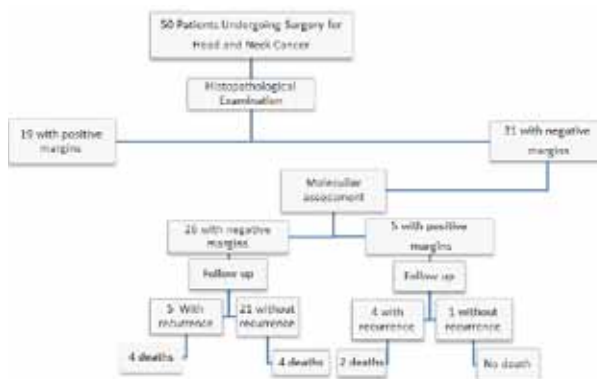 50 Patients Undergoing Surgery for
Head and Neck Cancer
Histopathological
Examination
19 with positive
margins
31 with negative
margins
Molecular
assessment
26 with negative
margins
5 with positive
margins
Follow up
Follow up
5 With
recurrence
21 without
recurrence
4 with
recurrence
1 without
recurrence
4 deaths
4 deaths
2 deaths
No death